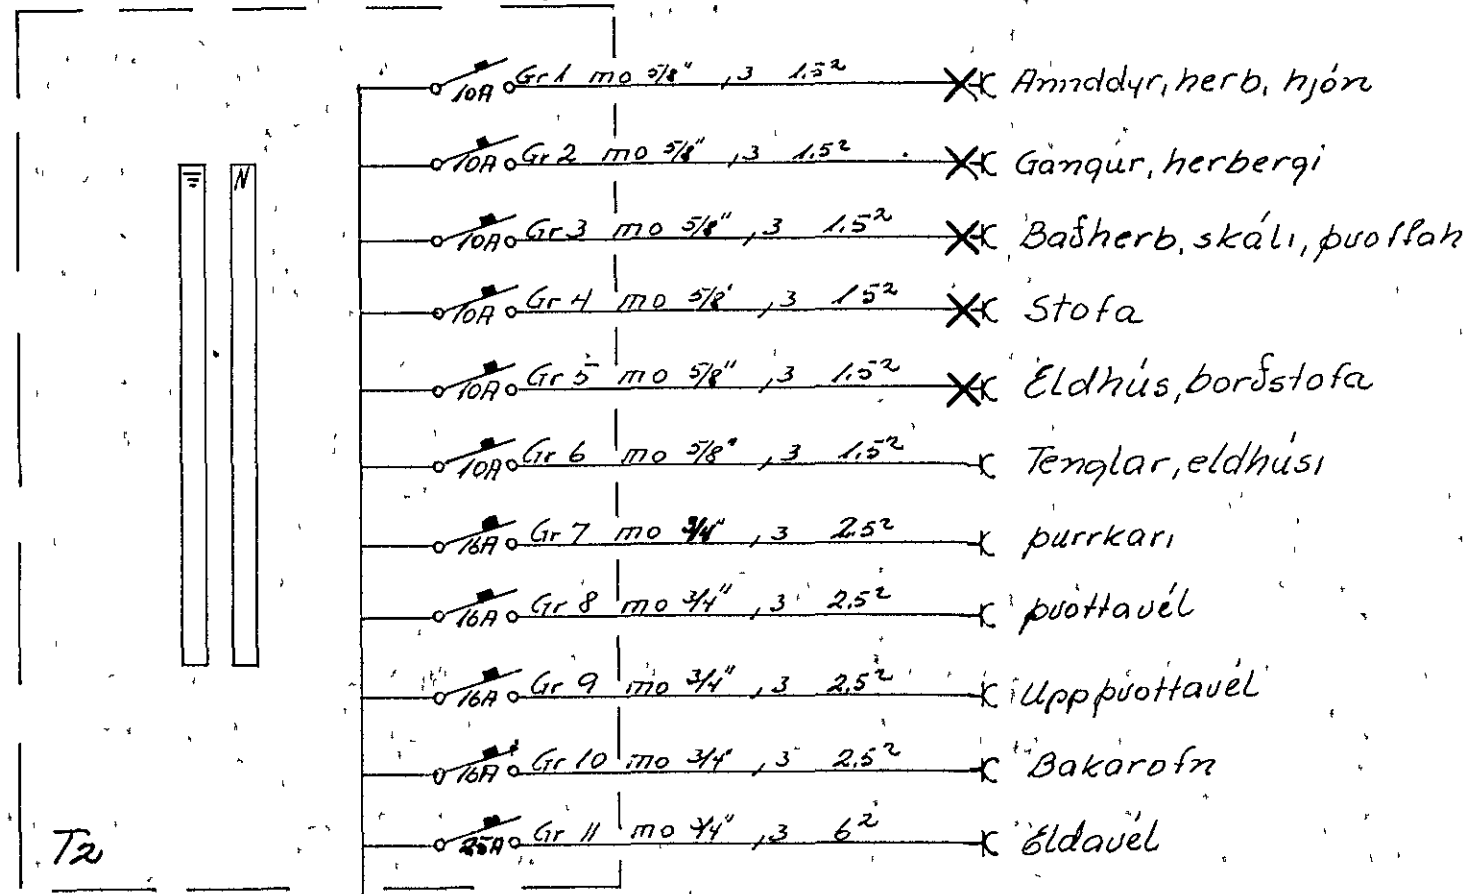 10A Gr 1 mo 5/8" , 3 1.5² Annddyr, herb, hjón
N
10A Gr 2 mo 5/8" , 3 1.5² Gángúr, herbergi
10A Gr 3 mo 5/8" , 3 1.5² Baðherb, skáli, þvottah
10A Gr 4 mo 5/8" , 3 1.5² Stofa
10A Gr 5 mo 5/8" , 3 1.5² Eldhús, borðstofa
10A Gr 6 mo 5/8" , 3 1.5² Tenglar, eldhúsi
16A Gr 7 mo 3/4" , 3 2.5² þurrkari
16A Gr 8 mo 3/4" , 3 2.5² þvottavél
16A Gr 9 mo 3/4" , 3 2.5² Uppþvottavél
16A Gr 10 mo 3/4" , 3 2.5² Bakarofn
25A Gr 11 mo 3/4" , 3 6² Eldavél
T2